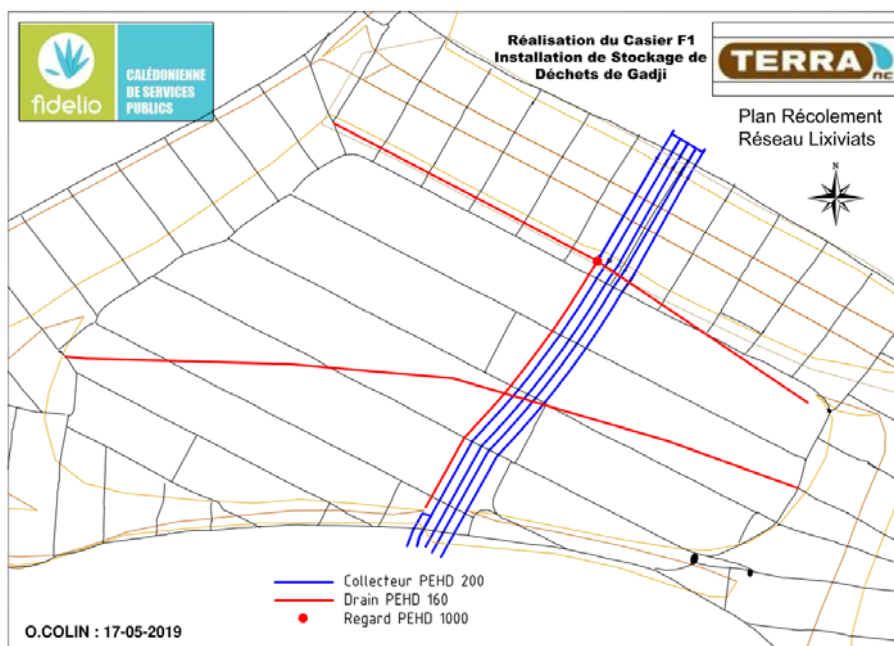 fidelio
CALÉDONIENNE
DE SERVICES
PUBLICS
Réalisation du Casier F1
Installation de Stockage de
Déchets de Gadji
TERRA
NC
Plan Récolement
Réseau Lixiviats
N
Collecteur PEHD 200
Drain PEHD 160
Regard PEHD 1000
O.COLIN : 17-05-2019